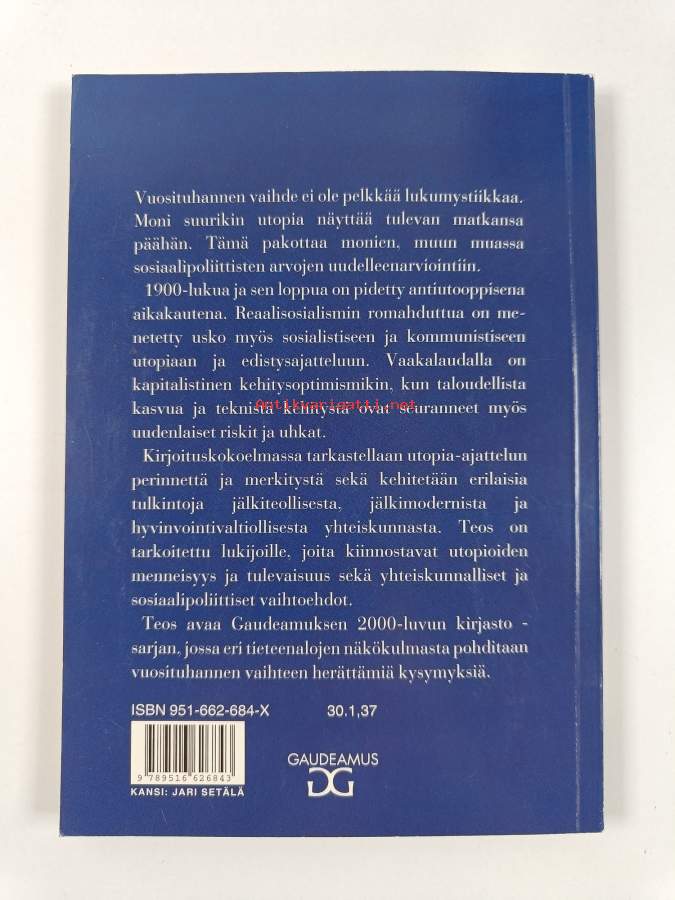 Vuosituhannen vaihde ei ole pelkkää lukumystiikkaa.
Moni suurikin utopia näyttää tulevan matkansa
päähän. Tämä pakottaa monien, muun muassa
sosiaalipoliittisten arvojen uudelleenarviointiin.
1900-lukua ja sen loppua on pidetty antiutooppisena
aikakautena. Reaalisosialismin romahduttua on me-
netetty usko myös sosialistiseen ja kommunistiseen
utopiaan ja edistysajatteluun. Vaakalaudalla on
kapitalistinen kehitysoptimismikin, kun taloudellista
kasvua ja teknistä kehitystä ovat seuranneet myös
Antikvariaatti.net
uudenlaiset riskit ja uhkat.
Kirjoituskokoelmassa tarkastellaan utopia-ajattelun
perinnettä ja merkitystä sekä kehitetään erilaisia
tulkintoja jälkiteollisesta, jälkimodernista ja
hyvinvointivaltiollisesta yhteiskunnasta. Teos on
tarkoitettu lukijoille, joita kiinnostavat utopioiden
menneisyys ja tulevaisuus sekä yhteiskunnalliset ja
sosiaalipoliittiset vaihtoehdot.
Teos avaa Gaudeamuksen 2000-luvun kirjasto -
sarjan, jossa eri tieteenalojen näkökulmasta pohditaan
vuosituhannen vaihteen herättämiä kysymyksiä.
ISBN 951-662-684-X 30.1,37
9 789516 626843
KANSI: JARI SETÄLÄ
GAUDEAMUS